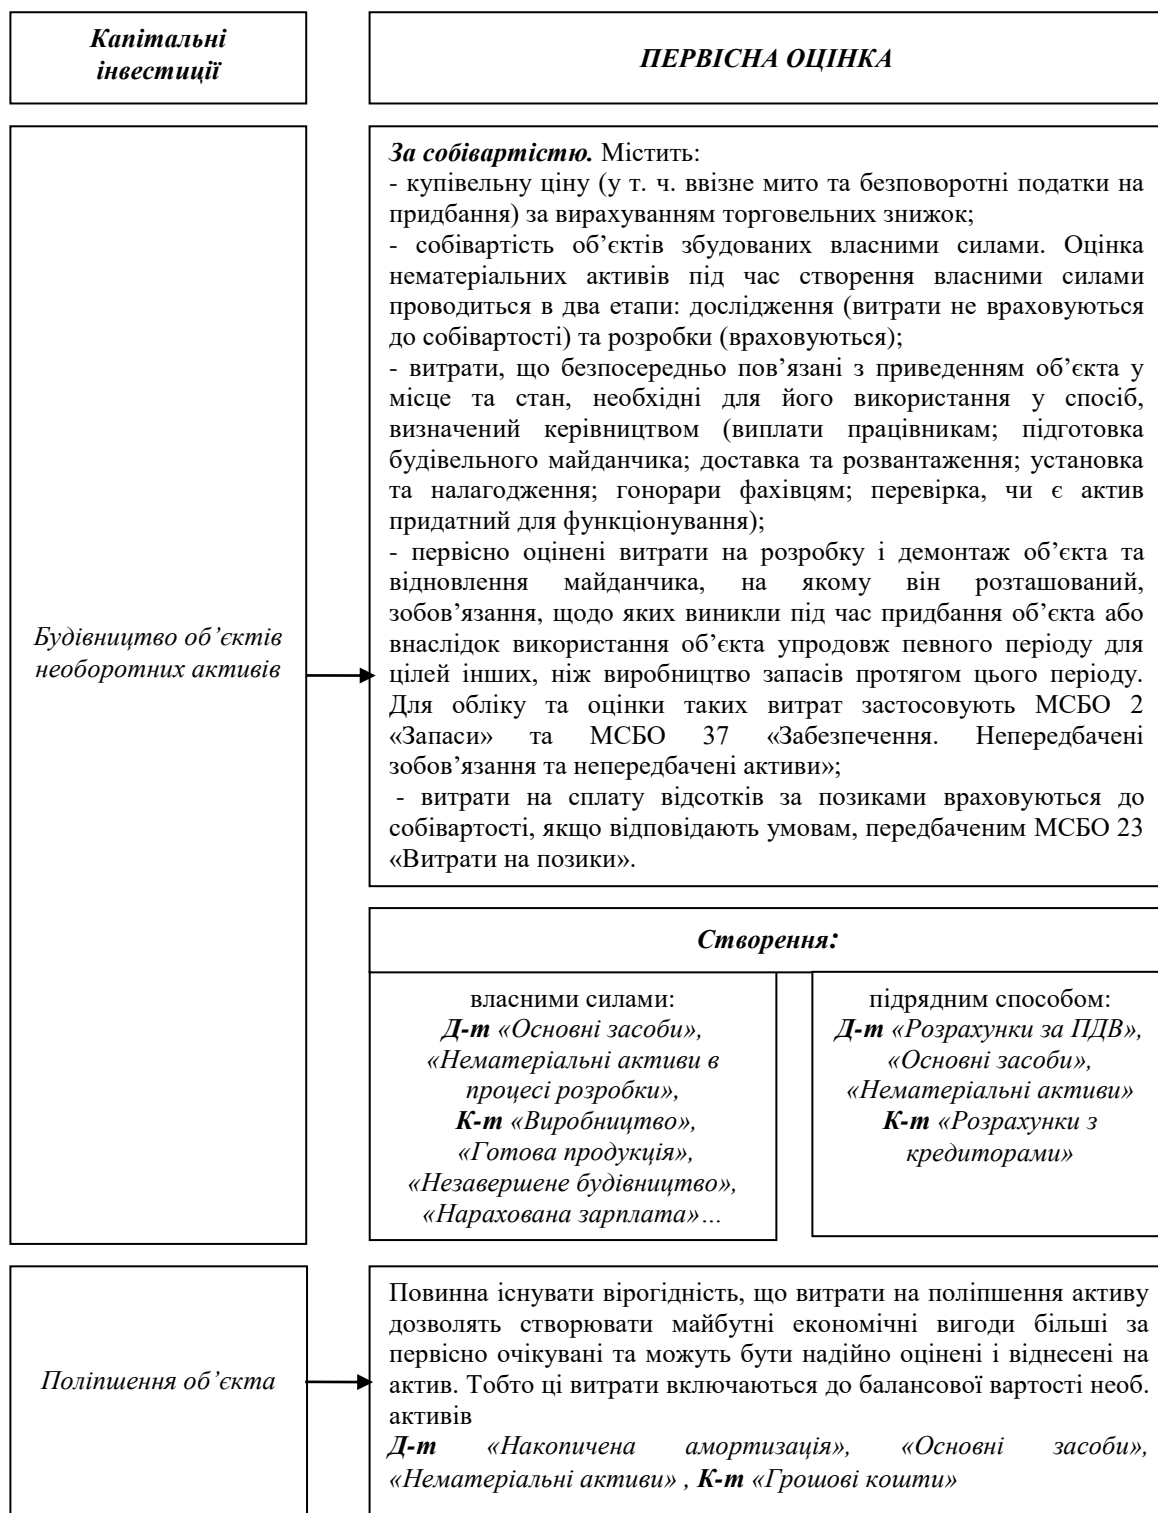 Капітальні
інвестиції
ПЕРВІСНА ОЦІНКА
Будівництво об’єктів
необоротних активів
За собівартістю. Містить:
- купівельну ціну (у т. ч. ввізне мито та безповоротні податки на
придбання) за вирахуванням торговельних знижок;
- собівартість об’єктів збудованих власними силами. Оцінка
нематеріальних активів під час створення власними силами
проводиться в два етапи: дослідження (витрати не враховуються
до собівартості) та розробки (враховуються);
- витрати, що безпосередньо пов’язані з приведенням об’єкта у
місце та стан, необхідні для його використання у спосіб,
визначений керівництвом (виплати працівникам; підготовка
будівельного майданчика; доставка та розвантаження; установка
та налагодження; гонорари фахівцям; перевірка, чи є актив
придатний для функціонування);
- первісно оцінені витрати на розробку і демонтаж об’єкта та
відновлення майданчика, на якому він розташований,
зобов’язання, щодо яких виникли під час придбання об’єкта або
внаслідок використання об’єкта упродовж певного періоду для
цілей інших, ніж виробництво запасів протягом цього періоду.
Для обліку та оцінки таких витрат застосовують МСБО 2
«Запаси» та МСБО 37 «Забезпечення. Непередбачені
зобов’язання та непередбачені активи»;
- витрати на сплату відсотків за позиками враховуються до
собівартості, якщо відповідають умовам, передбаченим МСБО 23
«Витрати на позики».
Створення:
власними силами:
Д-т «Основні засоби»,
«Нематеріальні активи в
процесі розробки»,
К-т «Виробництво»,
«Готова продукція»,
«Незавершене будівництво»,
«Нарахована зарплата»…
підрядним способом:
Д-т «Розрахунки за ПДВ»,
«Основні засоби»,
«Нематеріальні активи»
К-т «Розрахунки з
кредиторами»
Поліпшення об’єкта
Повинна існувати вірогідність, що витрати на поліпшення активу
дозволять створювати майбутні економічні вигоди більші за
первісно очікувані та можуть бути надійно оцінені і віднесені на
актив. Тобто ці витрати включаються до балансової вартості необ.
активів
Д-т «Накопичена амортизація», «Основні засоби»,
«Нематеріальні активи» , К-т «Грошові кошти»